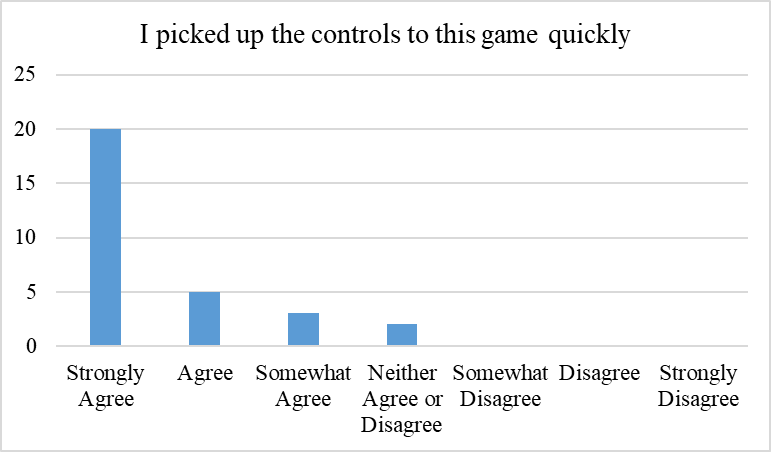 I picked up the controls to this game quickly
25
20
15
10
5
0
Strongly Agree
Agree
Somewhat Agree
Neither Agree or Disagree
Somewhat Disagree
Disagree
Strongly Disagree